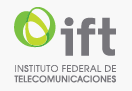 ift
INSTITUTO FEDERAL DE
TELECOMUNICACIONES